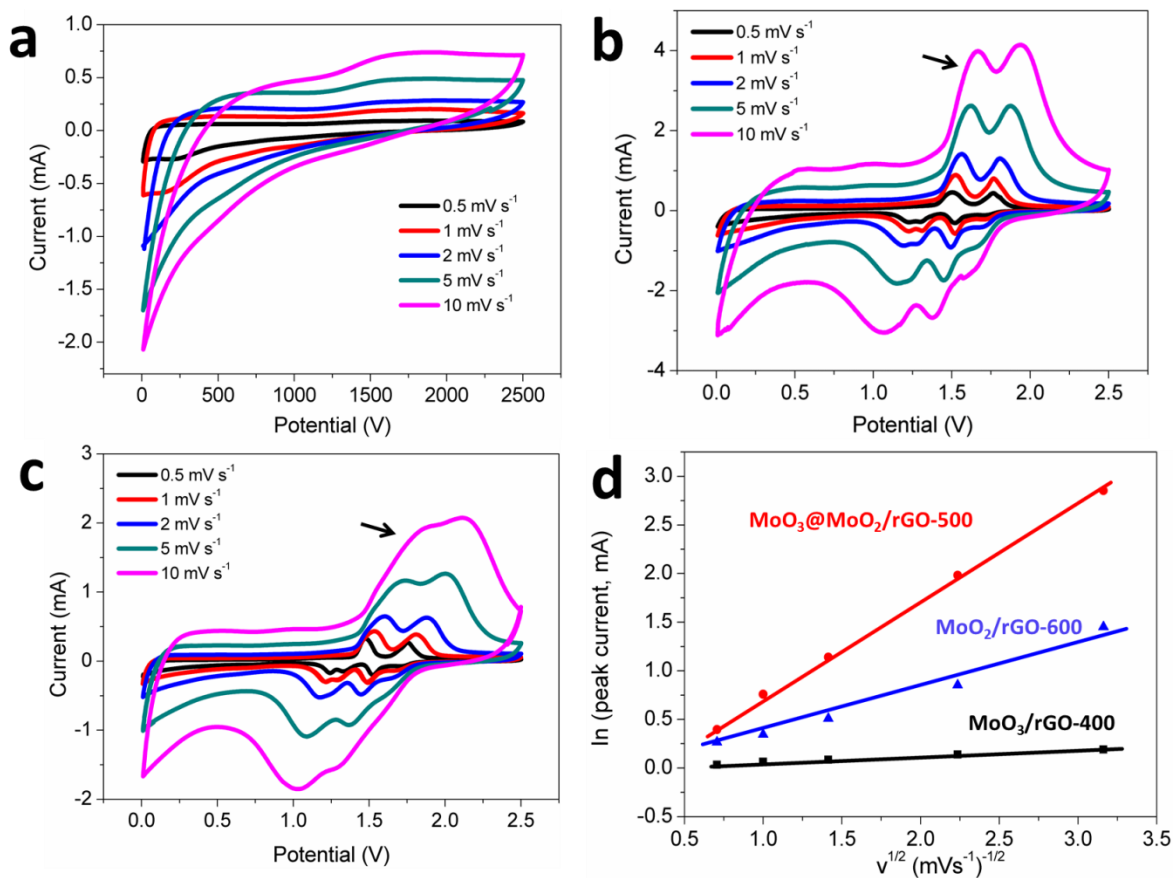 a
1.0
0.5
0.0
-0.5
-1.0
-1.5
-2.0
Current (mA)
0.5 mV s⁻¹
1 mV s⁻¹
2 mV s⁻¹
5 mV s⁻¹
10 mV s⁻¹
0 500 1000 1500 2000 2500
Potential (V)
b
4
2
0
-2
-4
Current (mA)
0.5 mV s⁻¹
1 mV s⁻¹
2 mV s⁻¹
5 mV s⁻¹
10 mV s⁻¹
0.0 0.5 1.0 1.5 2.0 2.5
Potential (V)
c
3
2
1
0
-1
-2
Current (mA)
0.5 mV s⁻¹
1 mV s⁻¹
2 mV s⁻¹
5 mV s⁻¹
10 mV s⁻¹
0.0 0.5 1.0 1.5 2.0 2.5
Potential (V)
d
3.0
2.5
2.0
1.5
1.0
0.5
0.0
-0.5
ln (peak current, mA)
MoO₃@MoO₂/rGO-500
MoO₂/rGO-600
MoO₃/rGO-400
0.5 1.0 1.5 2.0 2.5 3.0 3.5
v¹/² (mVs⁻¹)⁻¹/²